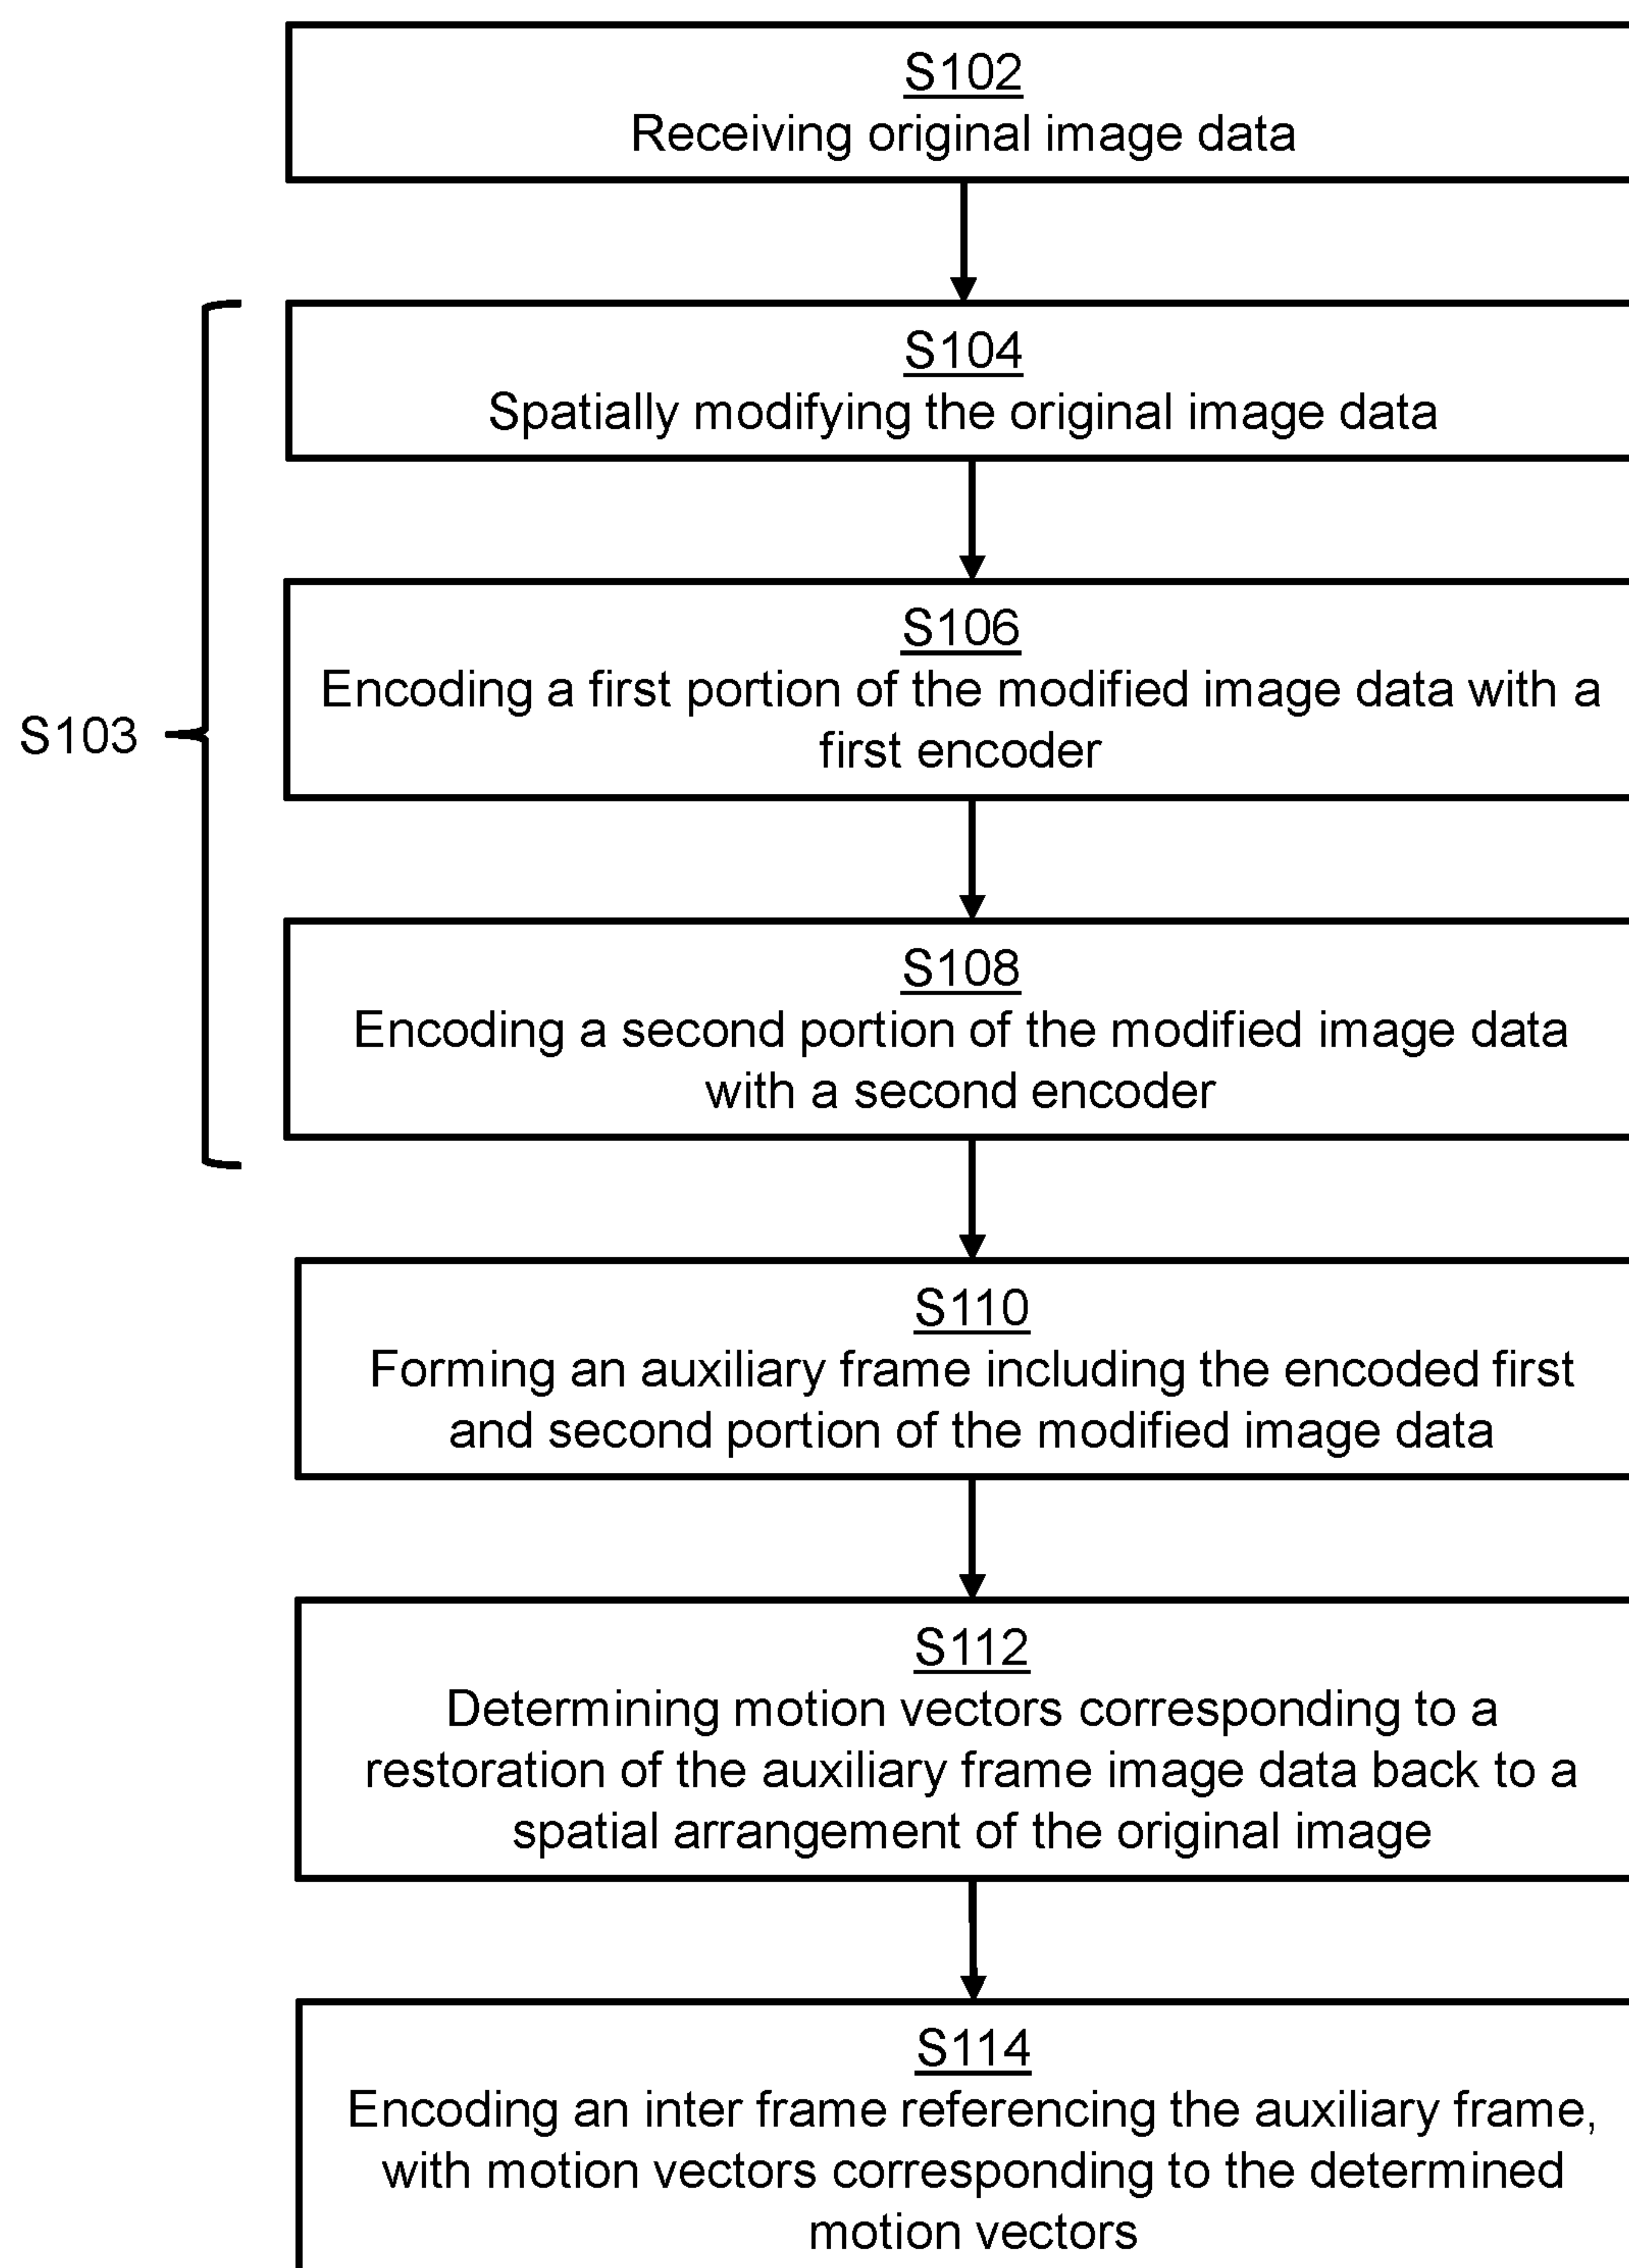 S102
Receiving original image data
S104
Spatially modifying the original image data
S106
Encoding a first portion of the modified image data with a
first encoder
S103
S108
Encoding a second portion of the modified image data
with a second encoder
S110
Forming an auxiliary frame including the encoded first
and second portion of the modified image data
S112
Determining motion vectors corresponding to a
restoration of the auxiliary frame image data back to a
spatial arrangement of the original image
S114
Encoding an inter frame referencing the auxiliary frame,
with motion vectors corresponding to the determined
motion vectors